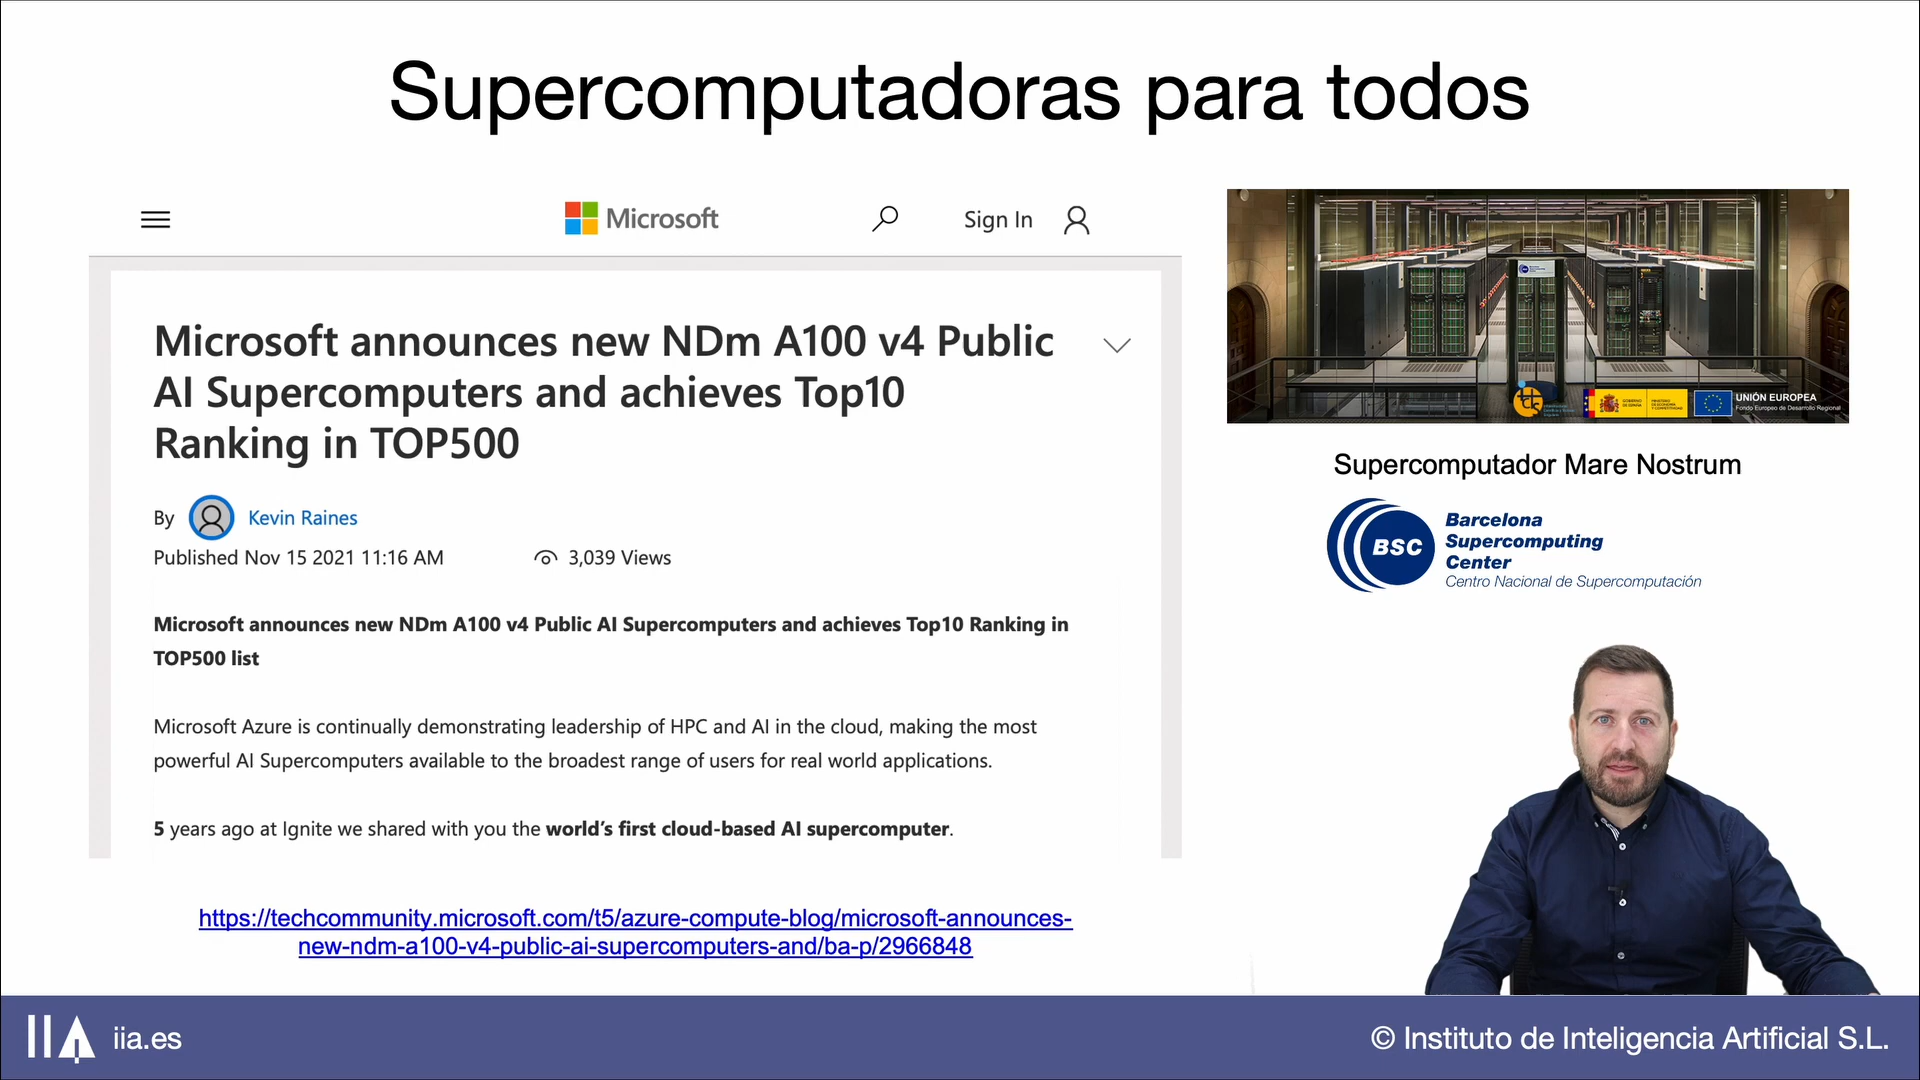 Supercomputadoras para todos
Microsoft
Sign In
Microsoft announces new NDm A100 v4 Public
AI Supercomputers and achieves Top10
Ranking in TOP500
By Kevin Raines
Published Nov 15 2021 11:16 AM
3,039 Views
Microsoft announces new NDm A100 v4 Public AI Supercomputers and achieves Top10 Ranking in
TOP500 list
Microsoft Azure is continually demonstrating leadership of HPC and AI in the cloud, making the most
powerful AI Supercomputers available to the broadest range of users for real world applications.
5 years ago at Ignite we shared with you the world's first cloud-based AI supercomputer.
https://techcommunity.microsoft.com/t5/azure-compute-blog/microsoft-announces-
new-ndm-a100-v4-public-ai-supercomputers-and/ba-p/2966848
UNIÓN EUROPEA
Fondo Europeo de Desarrollo Regional
Supercomputador Mare Nostrum
BSC
Barcelona
Supercomputing
Center
Centro Nacional de Supercomputación
IIA iia.es
© Instituto de Inteligencia Artificial S.L.